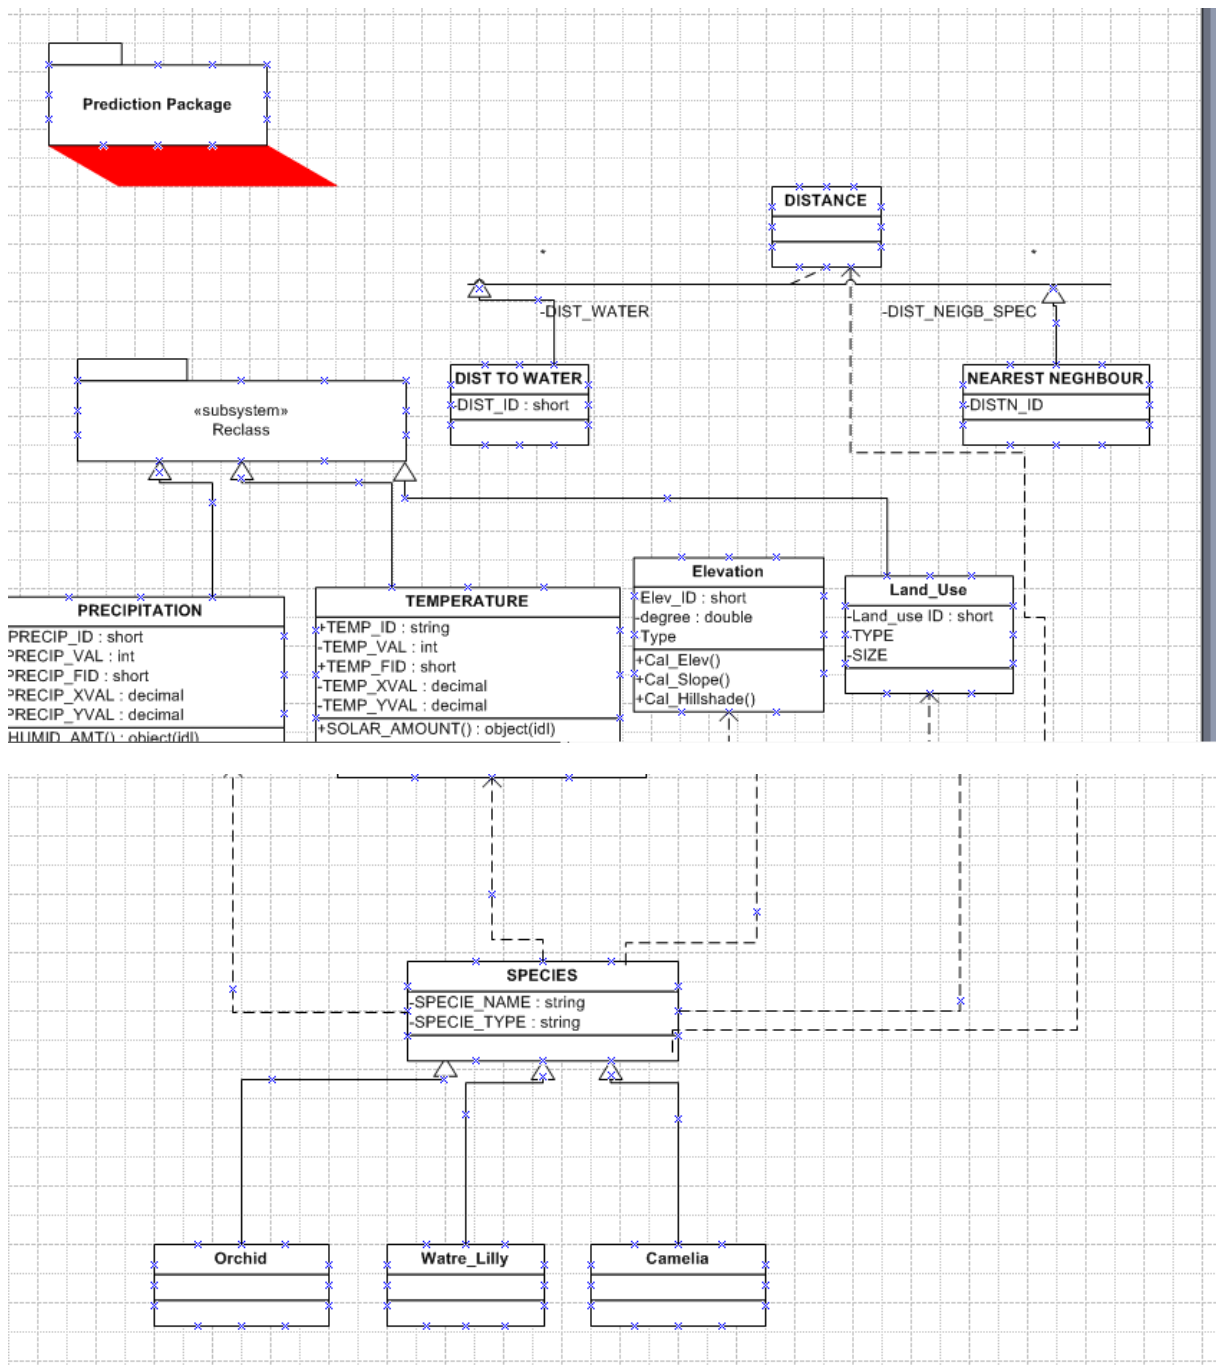 Prediction Package
DISTANCE
*
*
-DIST_WATER
-DIST_NEIGB_SPEC
DIST TO WATER
-DIST_ID : short
NEAREST NEGHBOUR
-DISTN_ID
«subsystem»
Reclass
PRECIPITATION
PRECIP_ID : short
PRECIP_VAL : int
PRECIP_FID : short
PRECIP_XVAL : decimal
PRECIP_YVAL : decimal
HUMID_AMT() : object(idl)
TEMPERATURE
+TEMP_ID : string
-TEMP_VAL : int
+TEMP_FID : short
-TEMP_XVAL : decimal
-TEMP_YVAL : decimal
+SOLAR_AMOUNT() : object(idl)
Elevation
-Elev_ID : short
-degree : double
-Type
+Cal_Elev()
+Cal_Slope()
+Cal_Hillshade()
Land_Use
-Land_use ID : short
-TYPE
-SIZE
SPECIES
-SPECIE_NAME : string
-SPECIE_TYPE : string
Orchid
Watre_Lilly
Camelia